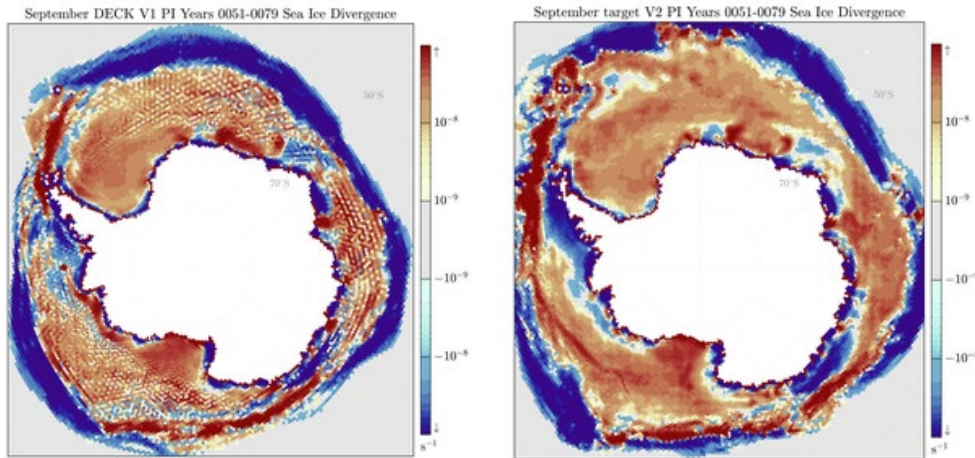 September DECK V1 PI Years 0051-0079 Sea Ice Divergence
50°S
70°S
↑
10⁻⁸
10⁻⁹
−10⁻⁹
−10⁻⁸
↓
s⁻¹
September target V2 PI Years 0051-0079 Sea Ice Divergence
50°S
70°S
↑
10⁻⁸
10⁻⁹
−10⁻⁹
↓
s⁻¹